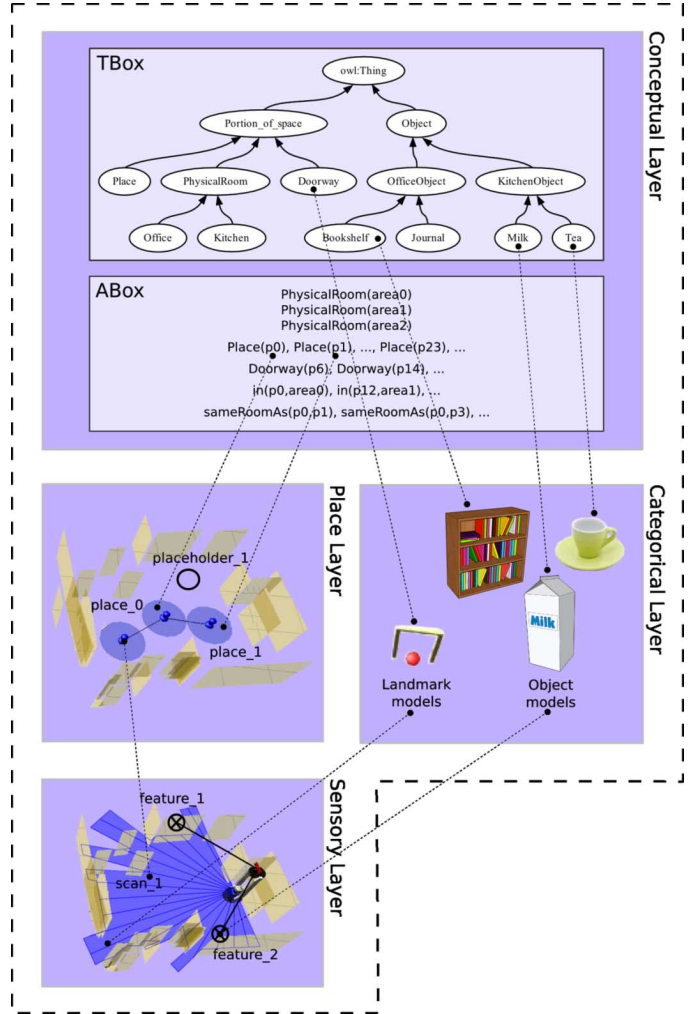 Conceptual Layer
TBox
owl:Thing
Portion_of_space
Object
Place
PhysicalRoom
Doorway
OfficeObject
KitchenObject
Office
Kitchen
Bookshelf
Journal
Milk
Tea
ABox
PhysicalRoom(area0)
PhysicalRoom(area1)
PhysicalRoom(area2)
Place(p0), Place(p1), ..., Place(p23), ...
Doorway(p6), Doorway(p14), ...
in(p0,area0), in(p12,area1), ...
sameRoomAs(p0,p1), sameRoomAs(p0,p3), ...
Place Layer
placeholder_1
place_0
place_1
Categorical Layer
Milk
Milk
Landmark
models
Object
models
Sensory Layer
feature_1
scan_1
feature_2